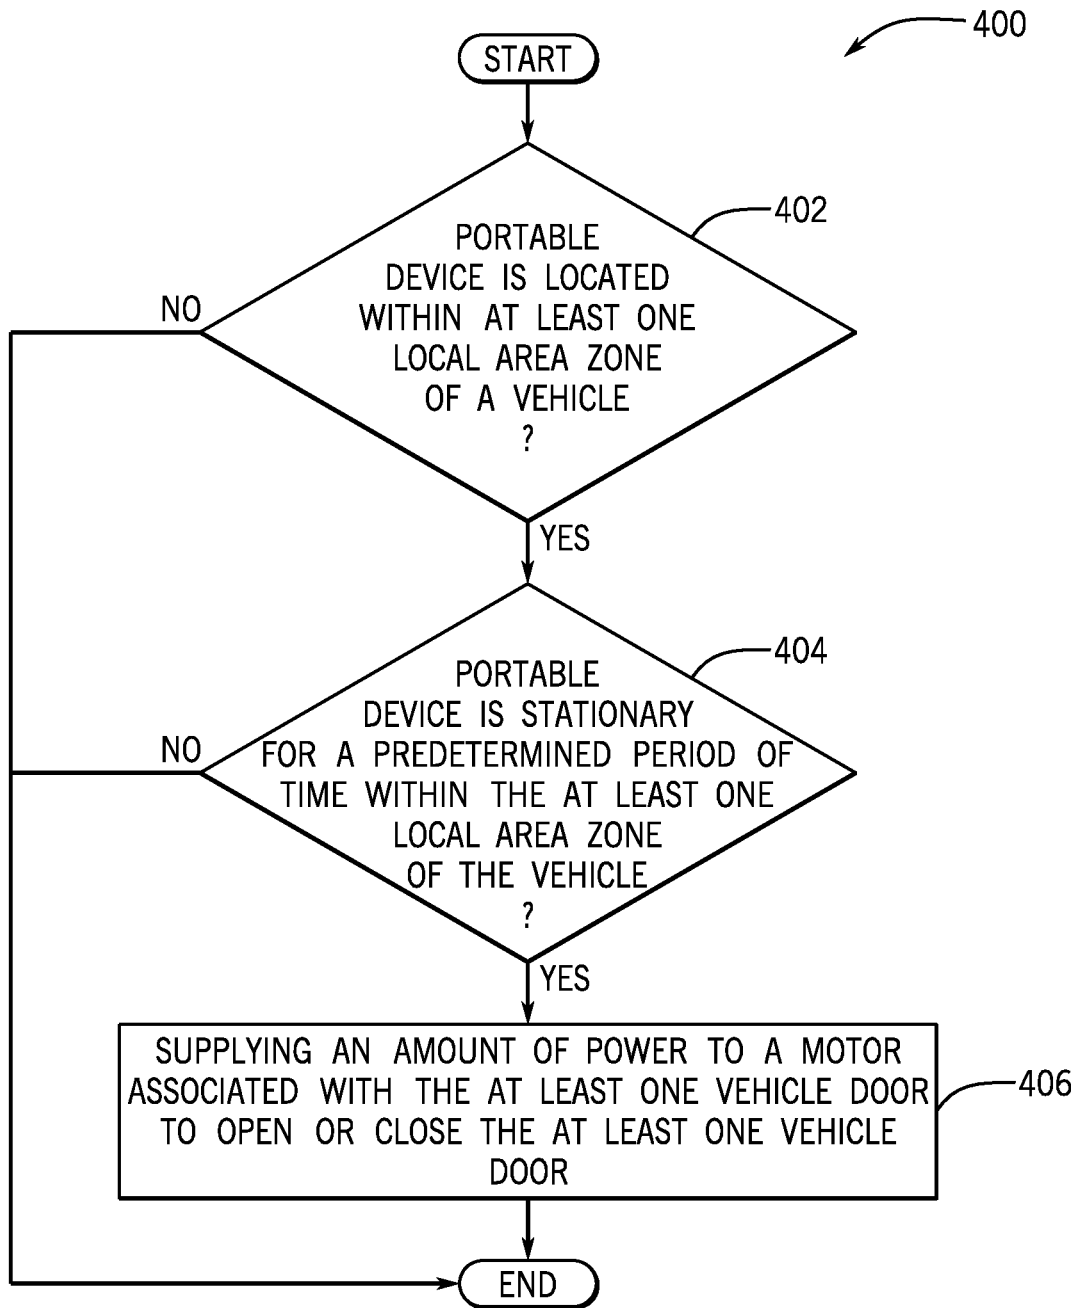 400
START
402
PORTABLE
DEVICE IS LOCATED
WITHIN AT LEAST ONE
LOCAL AREA ZONE
OF A VEHICLE
?
NO
YES
404
PORTABLE
DEVICE IS STATIONARY
FOR A PREDETERMINED PERIOD OF
TIME WITHIN THE AT LEAST ONE
LOCAL AREA ZONE
OF THE VEHICLE
?
NO
YES
SUPPLYING AN AMOUNT OF POWER TO A MOTOR
ASSOCIATED WITH THE AT LEAST ONE VEHICLE DOOR
TO OPEN OR CLOSE THE AT LEAST ONE VEHICLE
DOOR
406
END